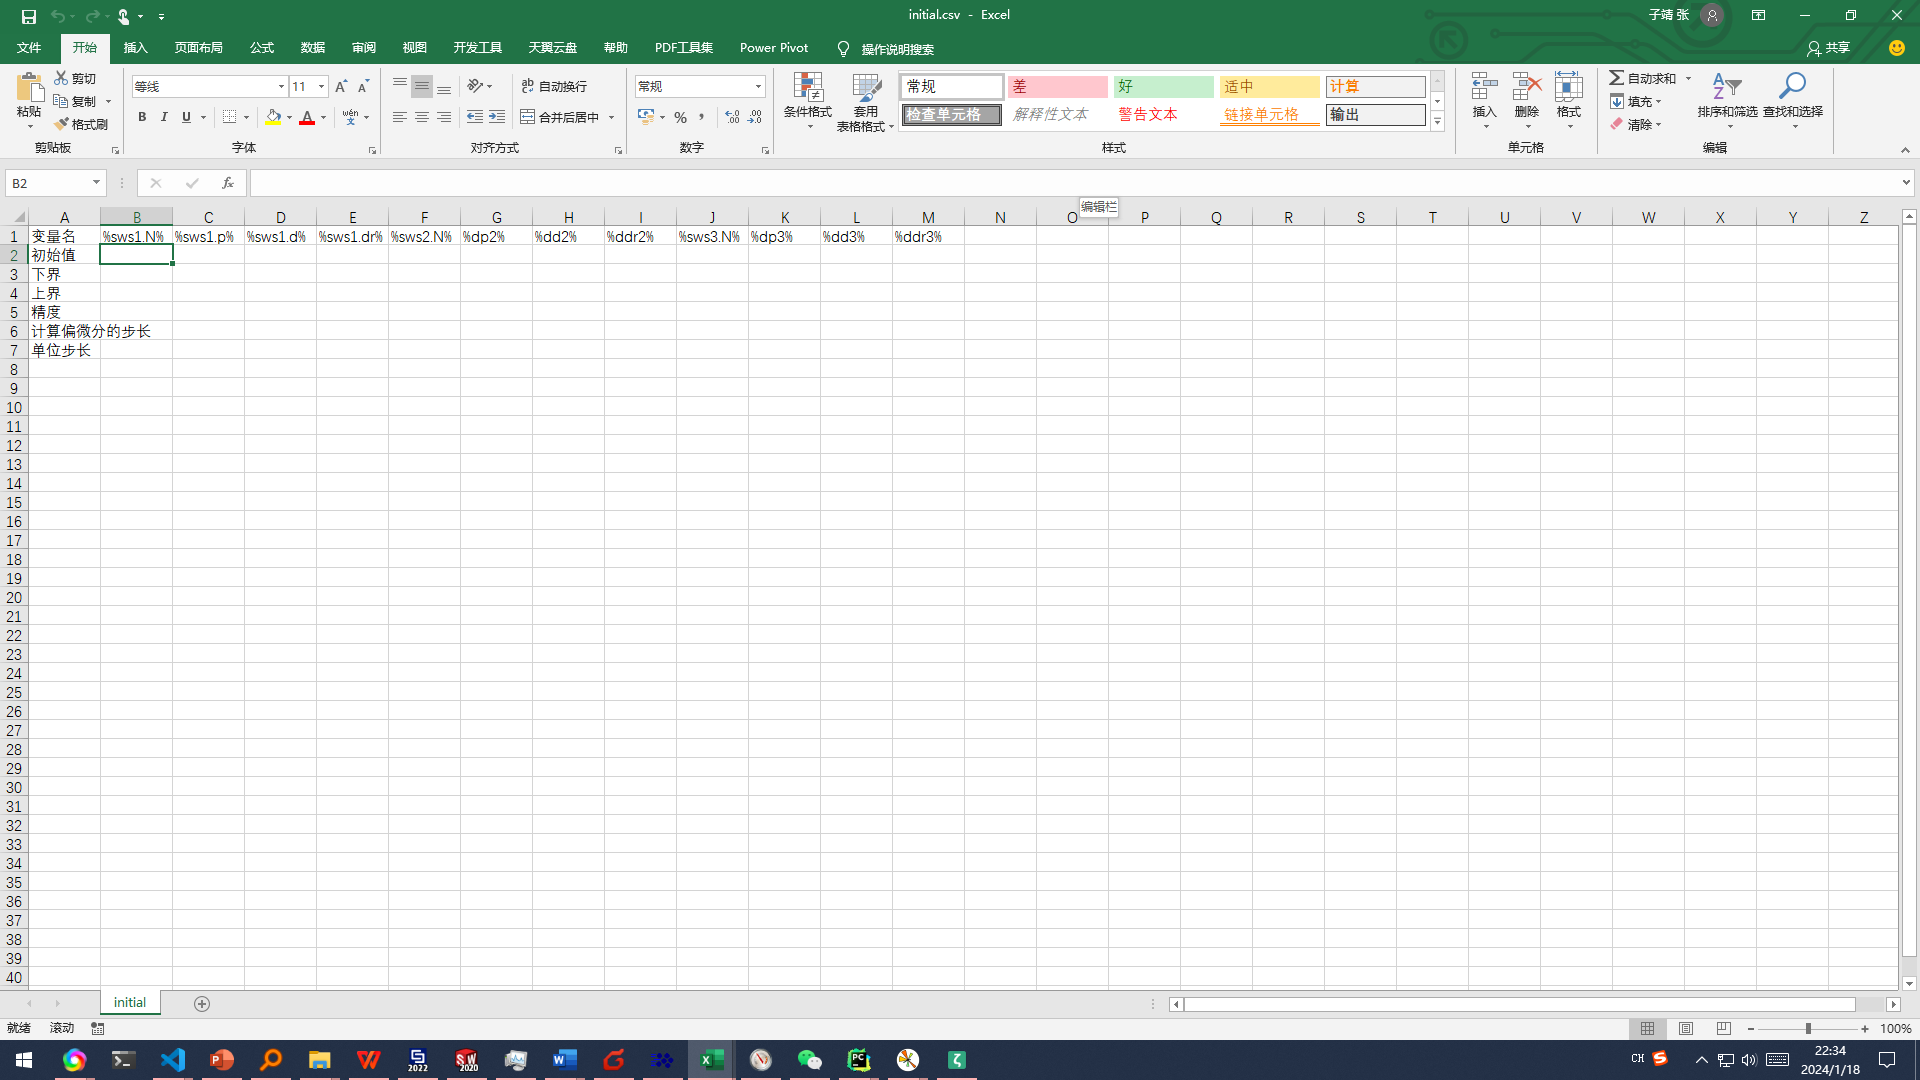 initial.csv - Excel
子靖 张
文件 开始 插入 页面布局 公式 数据 审阅 视图 开发工具 天翼云盘 帮助 PDF工具集 Power Pivot 操作说明搜索 共享
粘贴 剪切 复制 格式刷 剪贴板
等线 11 B I U wén 文 字体
自动换行 合并后居中 对齐方式
常规 % 数字
条件格式 套用表格格式
常规 差 好 适中 计算
检查单元格 解释性文本 警告文本 链接单元格 输出
样式
插入 删除 格式 单元格
自动求和 填充 清除 排序和筛选 查找和选择 编辑
B2 fx
编辑栏
A B C D E F G H I J K L M N O P Q R S T U V W X Y Z
1 变量名 %sws1.N% %sws1.p% %sws1.d% %sws1.dr% %sws2.N% %dp2% %dd2% %ddr2% %sws3.N% %dp3% %dd3% %ddr3%
2 初始值
3 下界
4 上界
5 精度
6 计算偏微分的步长
7 单位步长
8
9
10
11
12
13
14
15
16
17
18
19
20
21
22
23
24
25
26
27
28
29
30
31
32
33
34
35
36
37
38
39
40
initial
就绪 滚动 100%
CH 22:34
2024/1/18